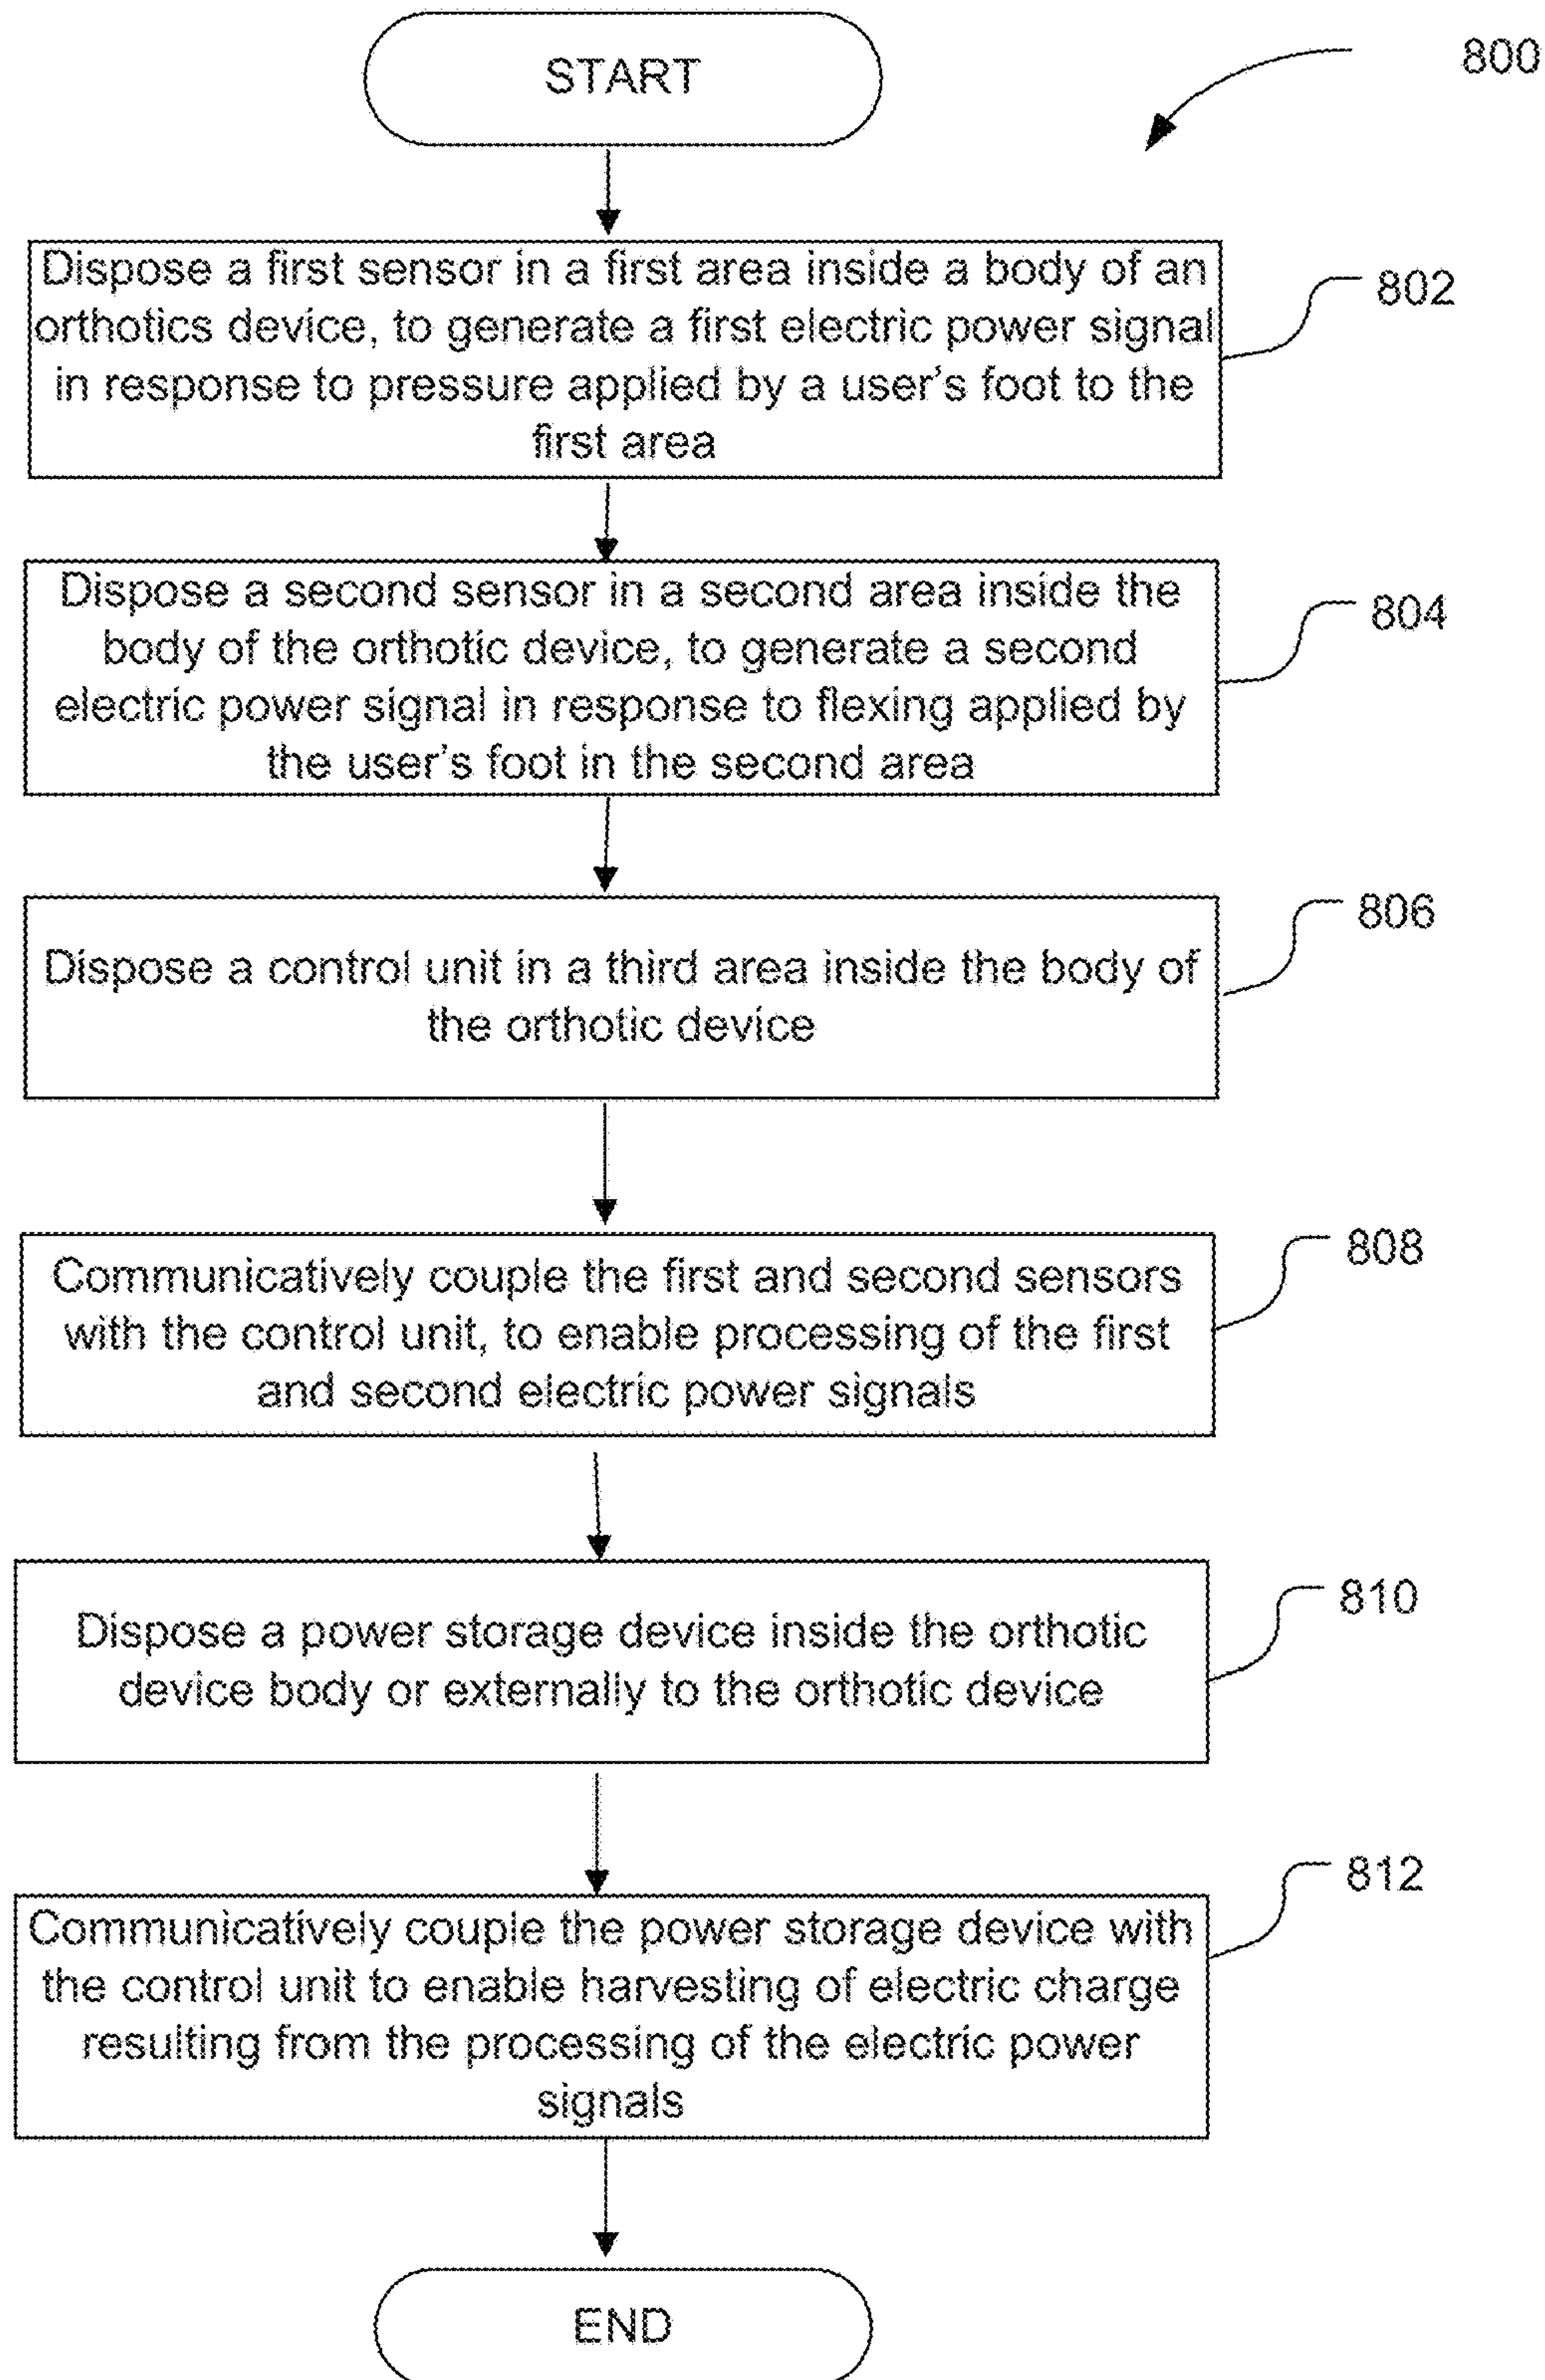 START
800
Dispose a first sensor in a first area inside a body of an
orthotics device, to generate a first electric power signal
in response to pressure applied by a user's foot to the
first area
802
Dispose a second sensor in a second area inside the
body of the orthotic device, to generate a second
electric power signal in response to flexing applied by
the user's foot in the second area
804
Dispose a control unit in a third area inside the body of
the orthotic device
806
Communicatively couple the first and second sensors
with the control unit, to enable processing of the first
and second electric power signals
808
Dispose a power storage device inside the orthotic
device body or externally to the orthotic device
810
Communicatively couple the power storage device with
the control unit to enable harvesting of electric charge
resulting from the processing of the electric power
signals
812
END